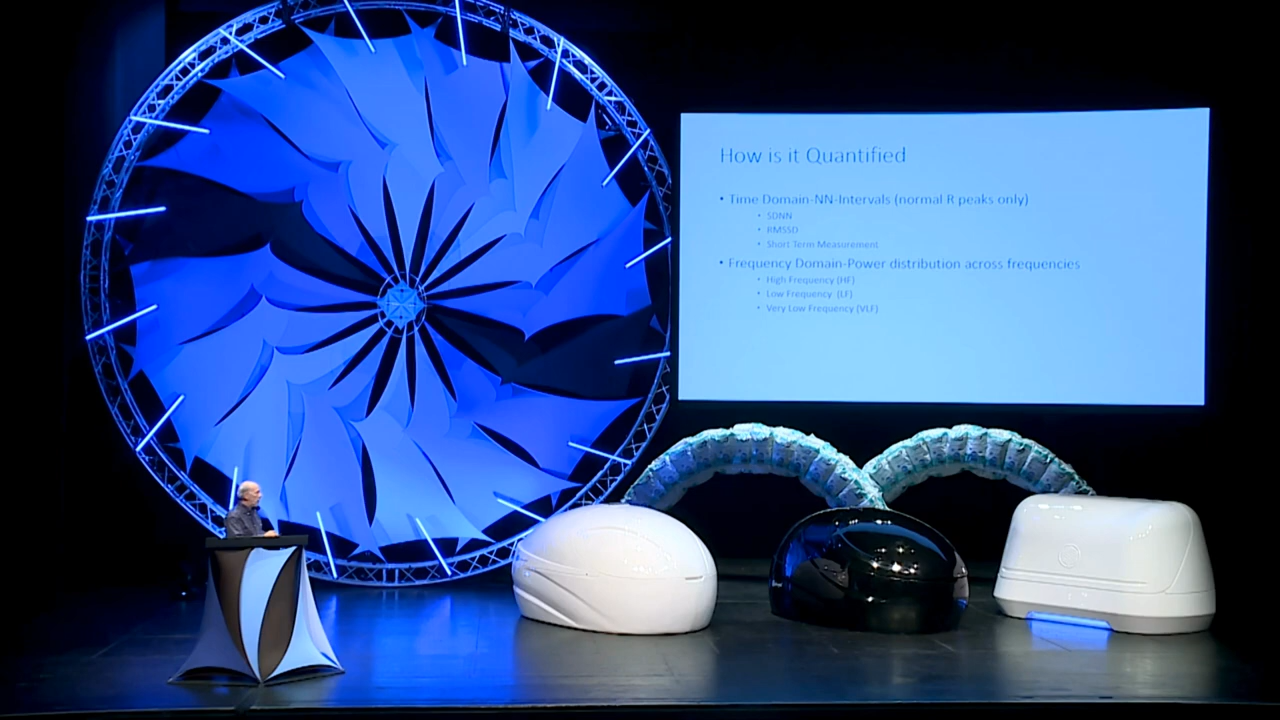 How is it Quantified
• Time Domain-NN-Intervals (normal R peaks only)
• SDNN
• RMSSD
• Short Term Measurement
• Frequency Domain-Power distribution across frequencies
• High Frequency (HF)
• Low Frequency (LF)
• Very Low Frequency (VLF)